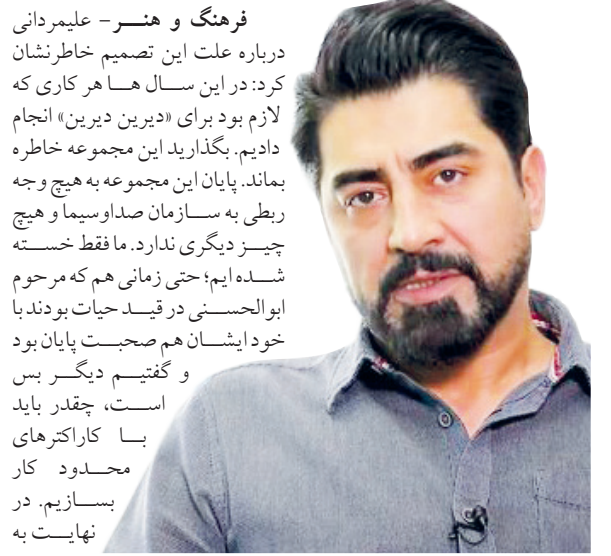 فرهنگ و هنر- علیمردانی
درباره علت این تصمیم خاطرنشان
کرد: در این سال ها هر کاری که
لازم بود برای «دیرین دیرین» انجام
دادیم. بگذارید این مجموعه خاطره
بماند. پایان این مجموعه به هیچ وجه
ربطی به سازمان صداوسیما و هیچ
چیز دیگری ندارد. ما فقط خسته
شده ایم؛ حتی زمانی هم که مرحوم
ابوالحسنی در قید حیات بودند با
خود ایشان هم صحبت پایان بود
و گفتیم دیگر بس
است، چقدر باید
با کاراکترهای
محدود کار
بسازیم. در
نهایت به